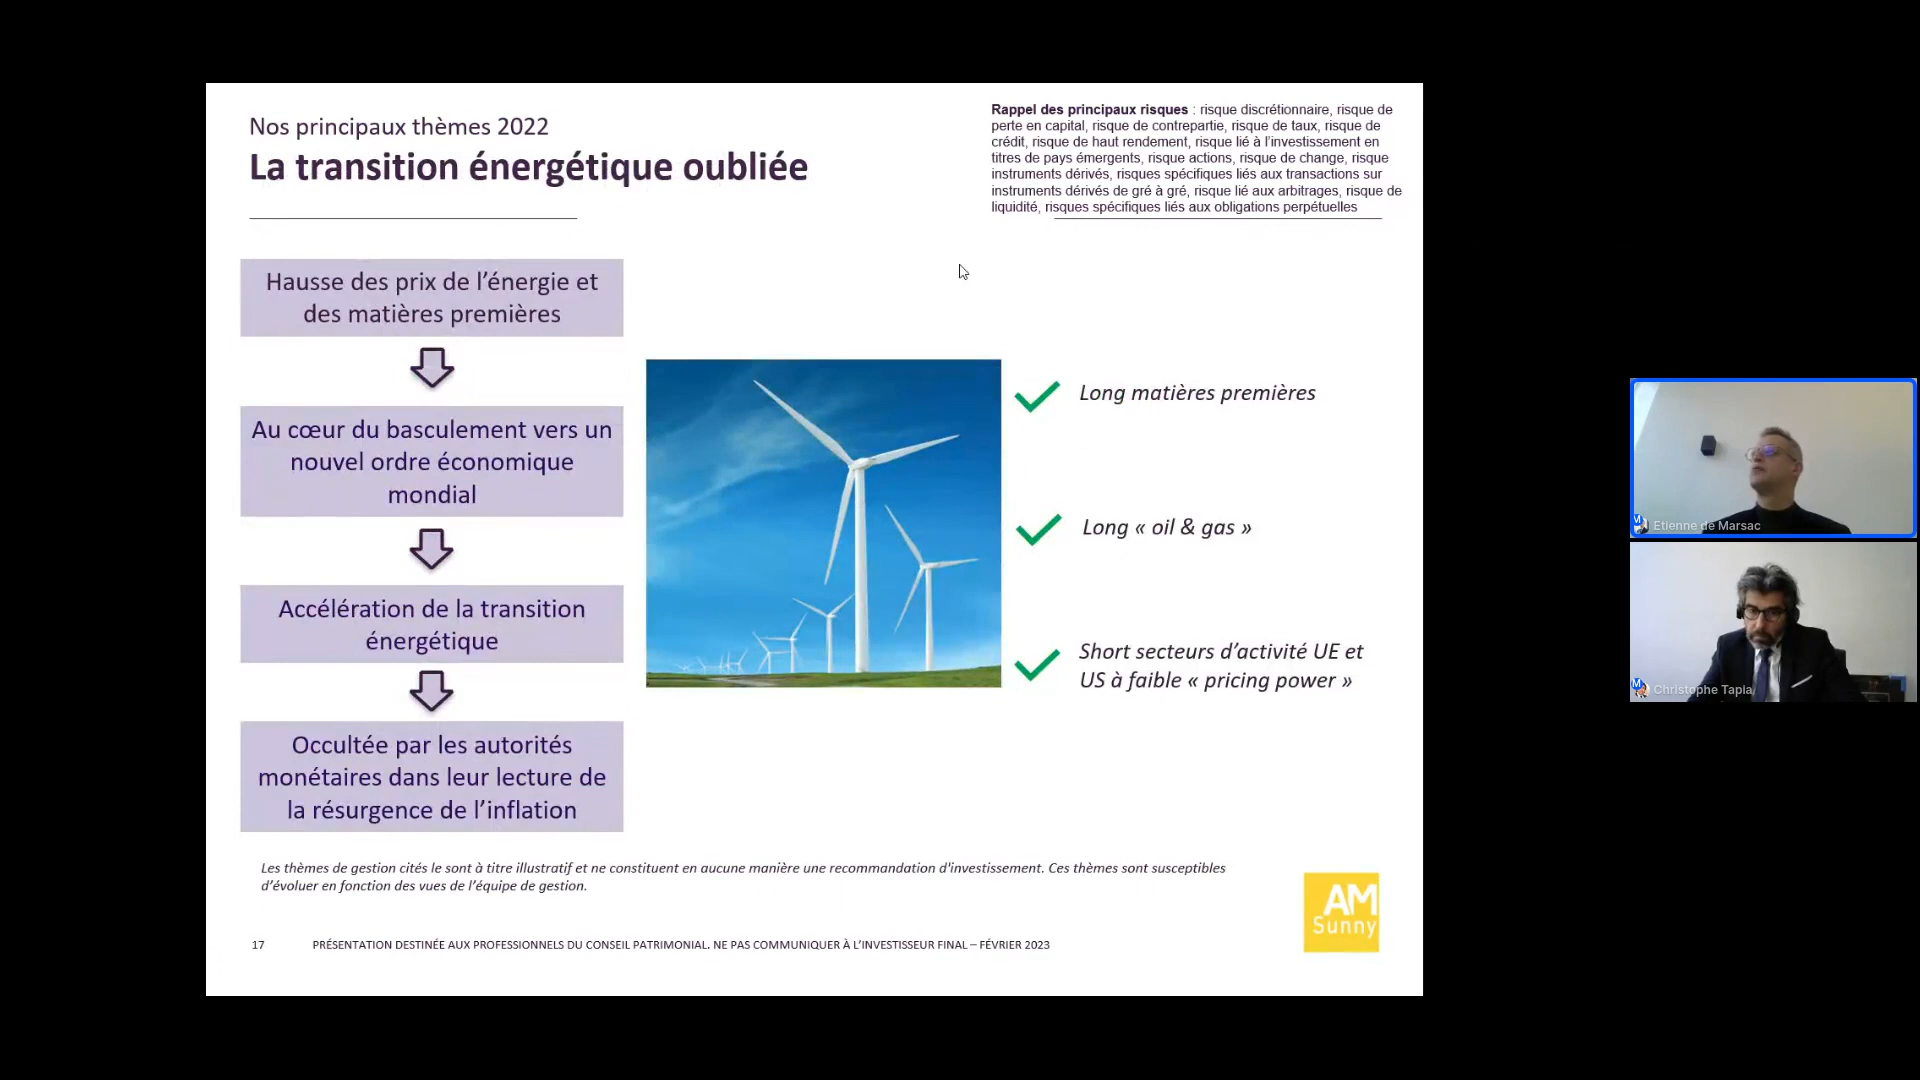 Nos principaux thèmes 2022
La transition énergétique oubliée
Rappel des principaux risques : risque discrétionnaire, risque de
perte en capital, risque de contrepartie, risque de taux, risque de
crédit, risque de haut rendement, risque lié à l’investissement en
titres de pays émergents, risque actions, risque de change, risque
instruments dérivés, risques spécifiques liés aux transactions sur
instruments dérivés de gré à gré, risque lié aux arbitrages, risque de
liquidité, risques spécifiques liés aux obligations perpétuelles
Hausse des prix de l’énergie et
des matières premières
Au cœur du basculement vers un
nouvel ordre économique
mondial
Accélération de la transition
énergétique
Occultée par les autorités
monétaires dans leur lecture de
la résurgence de l’inflation
Long matières premières
Long « oil & gas »
Short secteurs d’activité UE et
US à faible « pricing power »
Les thèmes de gestion cités le sont à titre illustratif et ne constituent en aucune manière une recommandation d'investissement. Ces thèmes sont susceptibles
d’évoluer en fonction des vues de l’équipe de gestion.
AM
Sunny
17 PRÉSENTATION DESTINÉE AUX PROFESSIONNELS DU CONSEIL PATRIMONIAL. NE PAS COMMUNIQUER À L’INVESTISSEUR FINAL – FÉVRIER 2023
Etienne de Marsac
Christophe Tapia